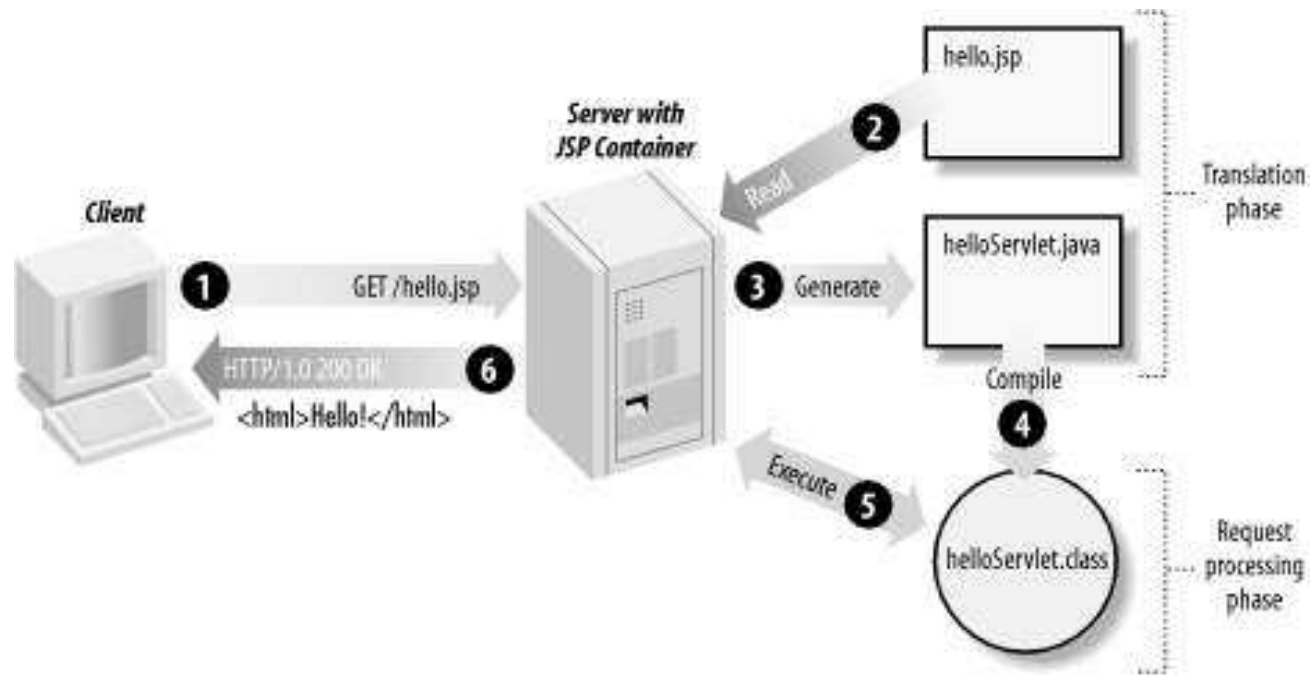 hello.jsp
Server with
JSP Container
2
Read
Translation
phase
Client
helloServlet.java
1
GET /hello.jsp
3
Generate
HTTP/1.0 200 OK
6
<html>Hello!</html>
Compile
4
Execute
5
helloServlet.class
Request
processing
phase